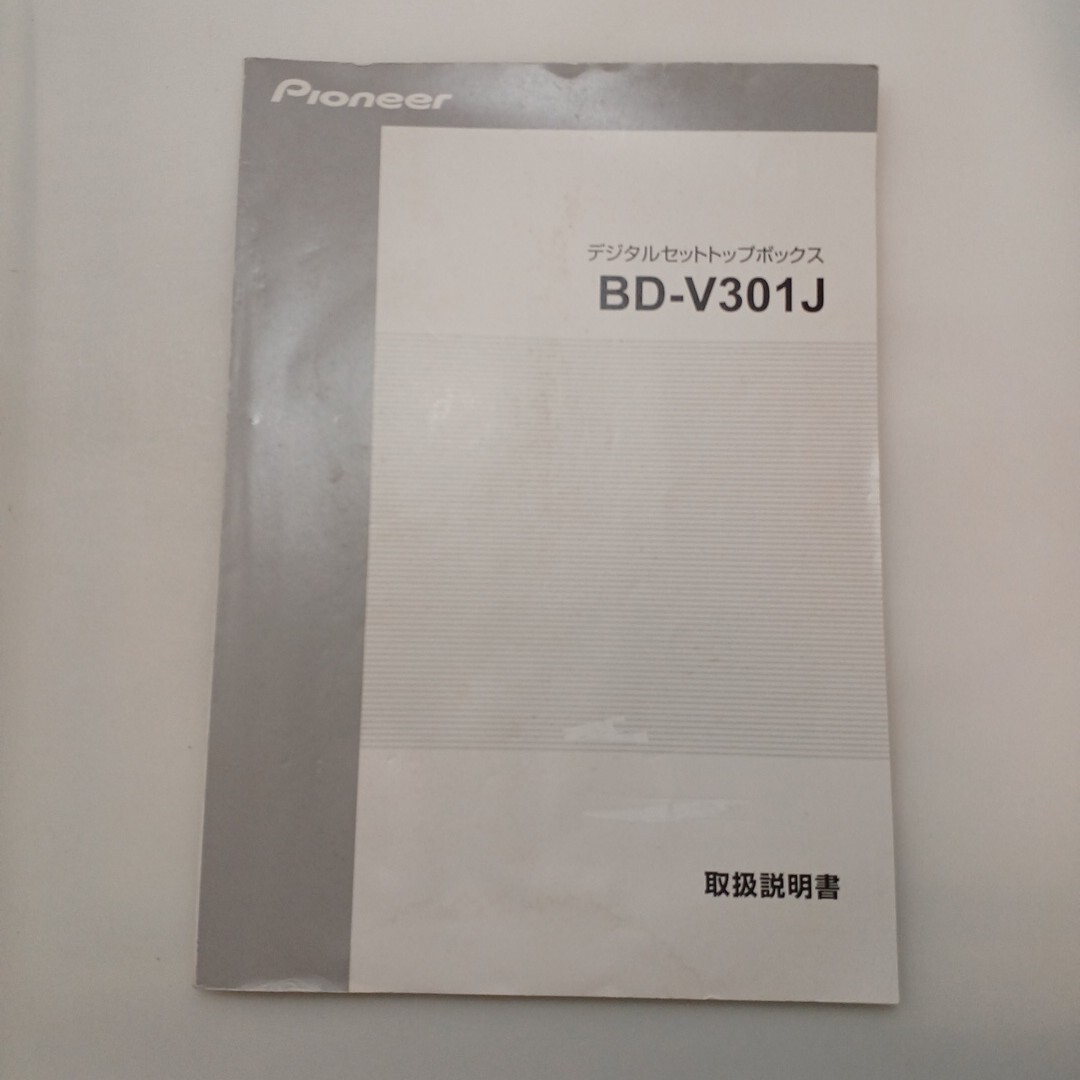 Pioneer
デジタルセットトップボックス
BD-V301J
取扱説明書